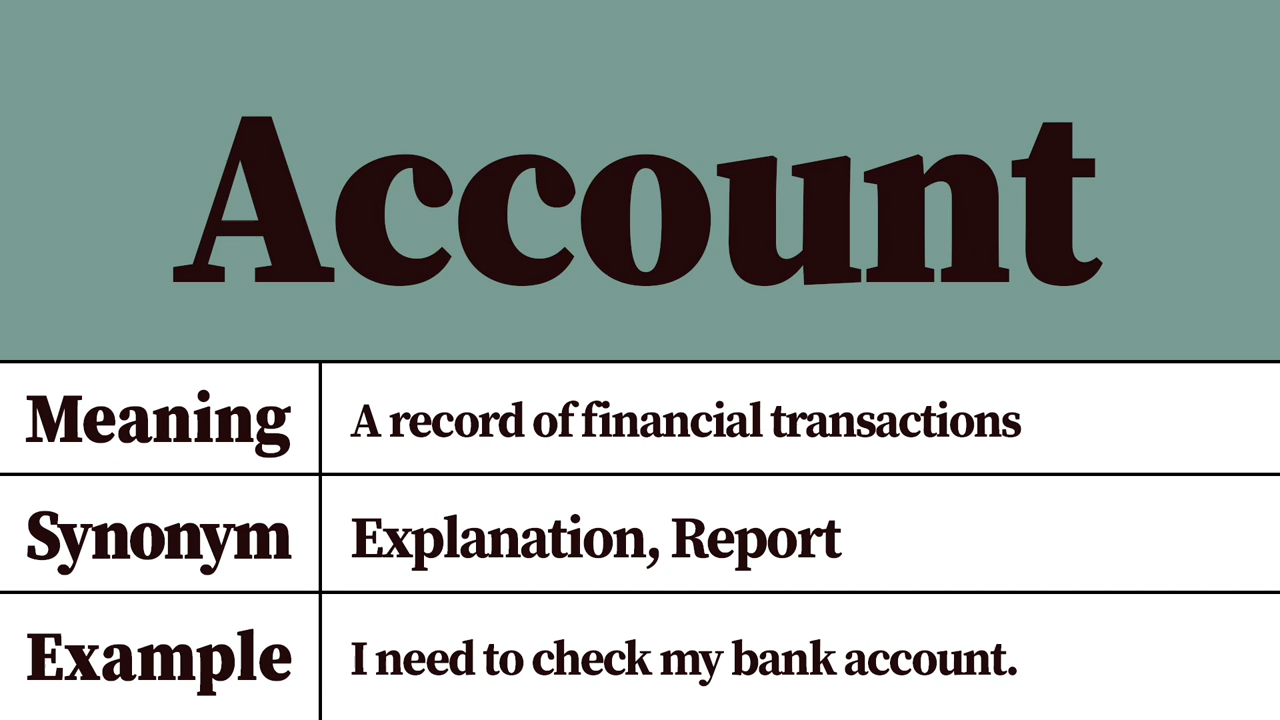 Account
Meaning
A record of financial transactions
Synonym
Explanation, Report
Example
I need to check my bank account.